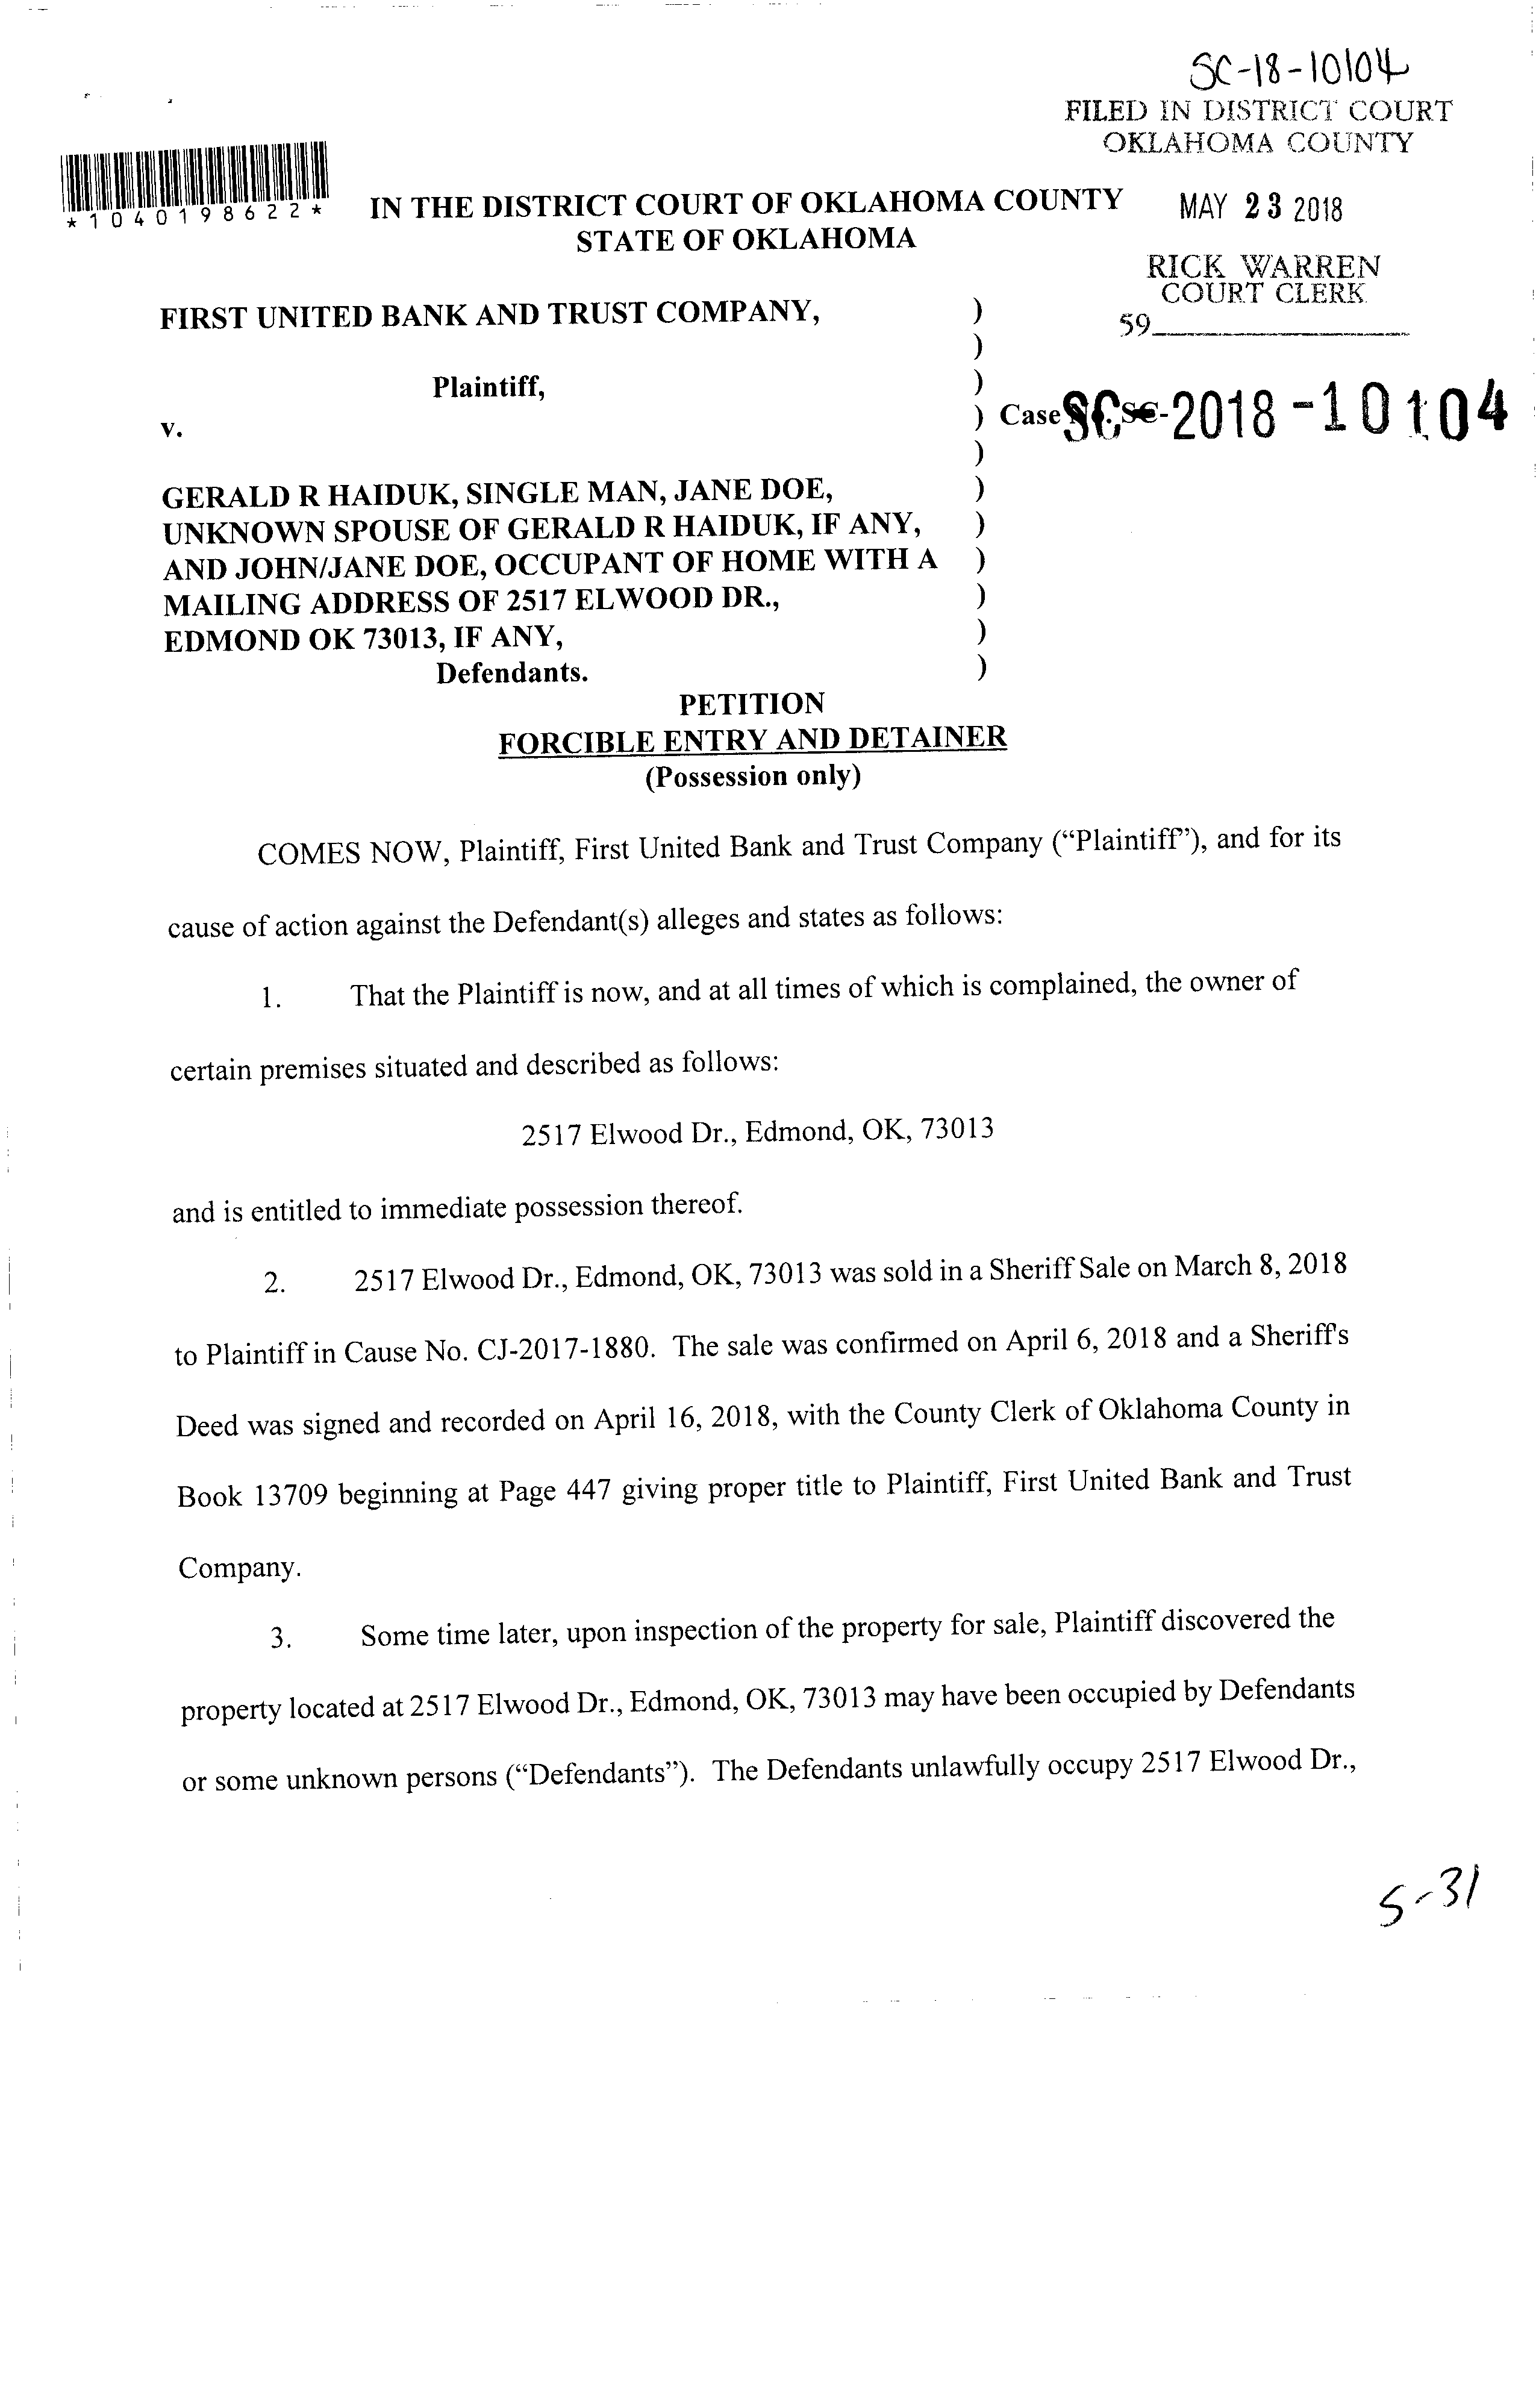 SC-18-10104
FILED IN DISTRICT COURT
OKLAHOMA COUNTY
*1040198622*
IN THE DISTRICT COURT OF OKLAHOMA COUNTY
STATE OF OKLAHOMA
MAY 23 2018
RICK WARREN
COURT CLERK
59
FIRST UNITED BANK AND TRUST COMPANY, )
)
Plaintiff, )
v. ) Case SC-2018-10104
)
GERALD R HAIDUK, SINGLE MAN, JANE DOE, )
UNKNOWN SPOUSE OF GERALD R HAIDUK, IF ANY, )
AND JOHN/JANE DOE, OCCUPANT OF HOME WITH A )
MAILING ADDRESS OF 2517 ELWOOD DR., )
EDMOND OK 73013, IF ANY, )
Defendants. )
PETITION
FORCIBLE ENTRY AND DETAINER
(Possession only)
COMES NOW, Plaintiff, First United Bank and Trust Company (“Plaintiff”), and for its
cause of action against the Defendant(s) alleges and states as follows:
1. That the Plaintiff is now, and at all times of which is complained, the owner of
certain premises situated and described as follows:
2517 Elwood Dr., Edmond, OK, 73013
and is entitled to immediate possession thereof.
2. 2517 Elwood Dr., Edmond, OK, 73013 was sold in a Sheriff Sale on March 8, 2018
to Plaintiff in Cause No. CJ-2017-1880. The sale was confirmed on April 6, 2018 and a Sheriff's
Deed was signed and recorded on April 16, 2018, with the County Clerk of Oklahoma County in
Book 13709 beginning at Page 447 giving proper title to Plaintiff, First United Bank and Trust
Company.
3. Some time later, upon inspection of the property for sale, Plaintiff discovered the
property located at 2517 Elwood Dr., Edmond, OK, 73013 may have been occupied by Defendants
or some unknown persons (“Defendants”). The Defendants unlawfully occupy 2517 Elwood Dr.,
5-31